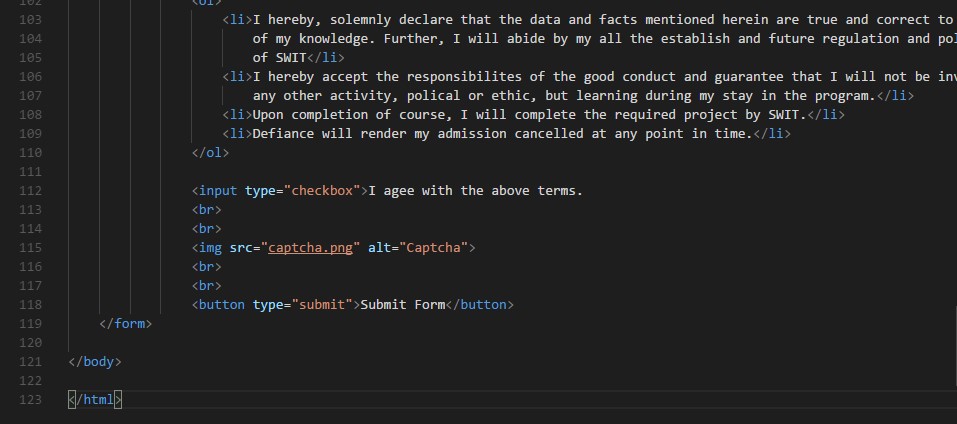 102 <ol>
103 <li>I hereby, solemnly declare that the data and facts mentioned herein are true and correct to
104 of my knowledge. Further, I will abide by my all the establish and future regulation and pol
105 of SWIT</li>
106 <li>I hereby accept the responsibilites of the good conduct and guarantee that I will not be inv
107 any other activity, polical or ethic, but learning during my stay in the program.</li>
108 <li>Upon completion of course, I will complete the required project by SWIT.</li>
109 <li>Defiance will render my admission cancelled at any point in time.</li>
110 </ol>
111
112 <input type="checkbox">I agree with the above terms.
113 <br>
114 <br>
115 <img src="captcha.png" alt="Captcha">
116 <br>
117 <br>
118 <button type="submit">Submit Form</button>
119 </form>
120
121 </body>
122
123 </html>